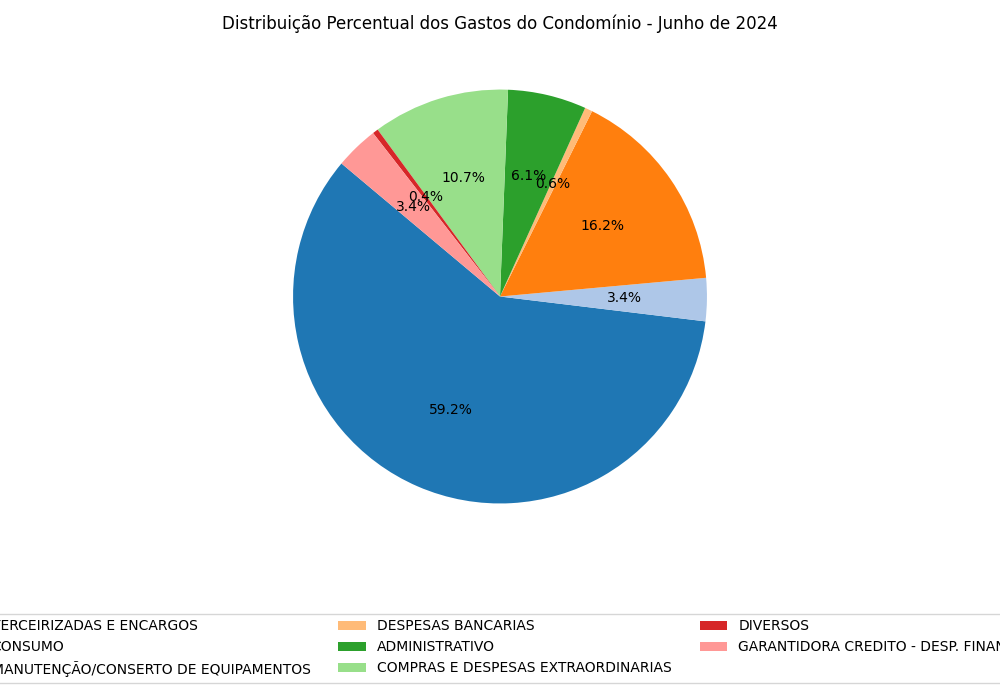 Distribuição Percentual dos Gastos do Condomínio - Junho de 2024
10.7%
6.1%
0.6%
0.4%
3.4%
16.2%
3.4%
59.2%
ERCEIRIZADAS E ENCARGOS
CONSUMO
MANUTENÇÃO/CONSERTO DE EQUIPAMENTOS
DESPESAS BANCARIAS
ADMINISTRATIVO
COMPRAS E DESPESAS EXTRAORDINARIAS
DIVERSOS
GARANTIDORA CREDITO - DESP. FINAN